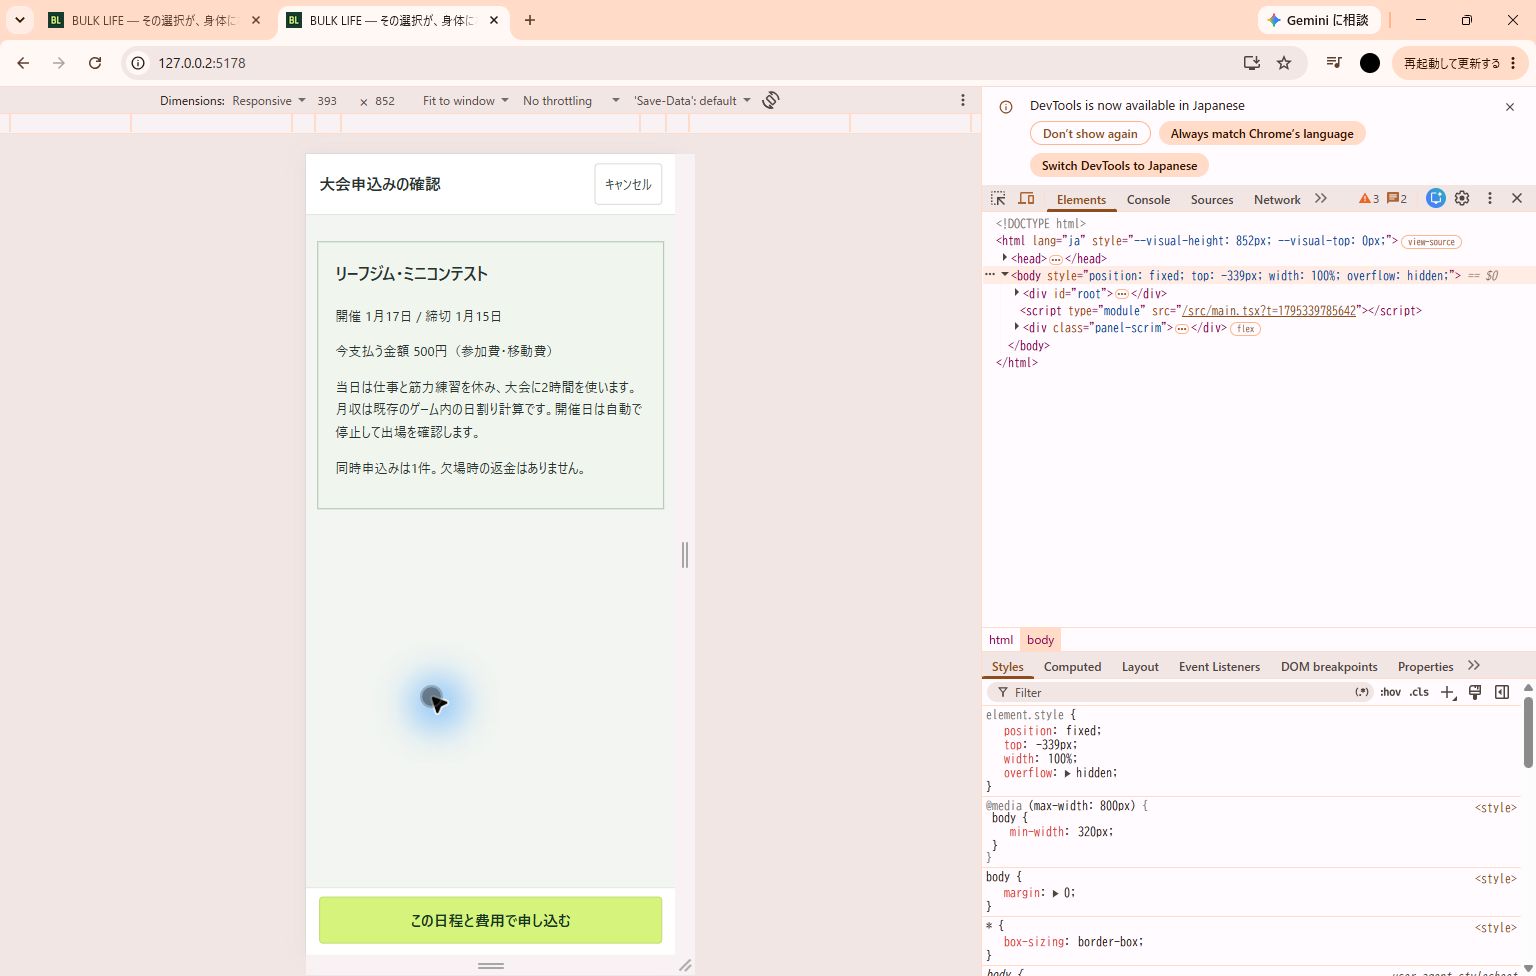 BL BULK LIFE — その選択が、身体に
BL BULK LIFE — その選択が、身体に
Gemini に相談
127.0.0.2:5178
再起動して更新する
Dimensions: Responsive 393 × 852 Fit to window No throttling 'Save-Data': default
DevTools is now available in Japanese
Don't show again Always match Chrome's language
Switch DevTools to Japanese
大会申込みの確認
キャンセル
リーフジム・ミニコンテスト
開催 1月17日 / 締切 1月15日
今支払う金額 500円（参加費・移動費）
当日は仕事と筋力練習を休み、大会に2時間を使います。
月収は既存のゲーム内の日割り計算です。開催日は自動で
停止して出場を確認します。
同時申込みは1件。欠場時の返金はありません。
この日程と費用で申し込む
Elements Console Sources Network 3 2
<!DOCTYPE html>
<html lang="ja" style="--visual-height: 852px; --visual-top: 0px;"> view-source
<head> … </head>
<body style="position: fixed; top: -339px; width: 100%; overflow: hidden;"> == $0
<div id="root"> … </div>
<script type="module" src="/src/main.tsx?t=1795339785642"></script>
<div class="panel-scrim"> … </div> flex
</body>
</html>
html body
Styles Computed Layout Event Listeners DOM breakpoints Properties
Filter (.*) :hov .cls
element.style {
position: fixed;
top: -339px;
width: 100%;
overflow: hidden;
}
@media (max-width: 800px) {
body { <style>
min-width: 320px;
}
}
body { <style>
margin: 0;
}
* { <style>
box-sizing: border-box;
}
body { user agent stylesheet